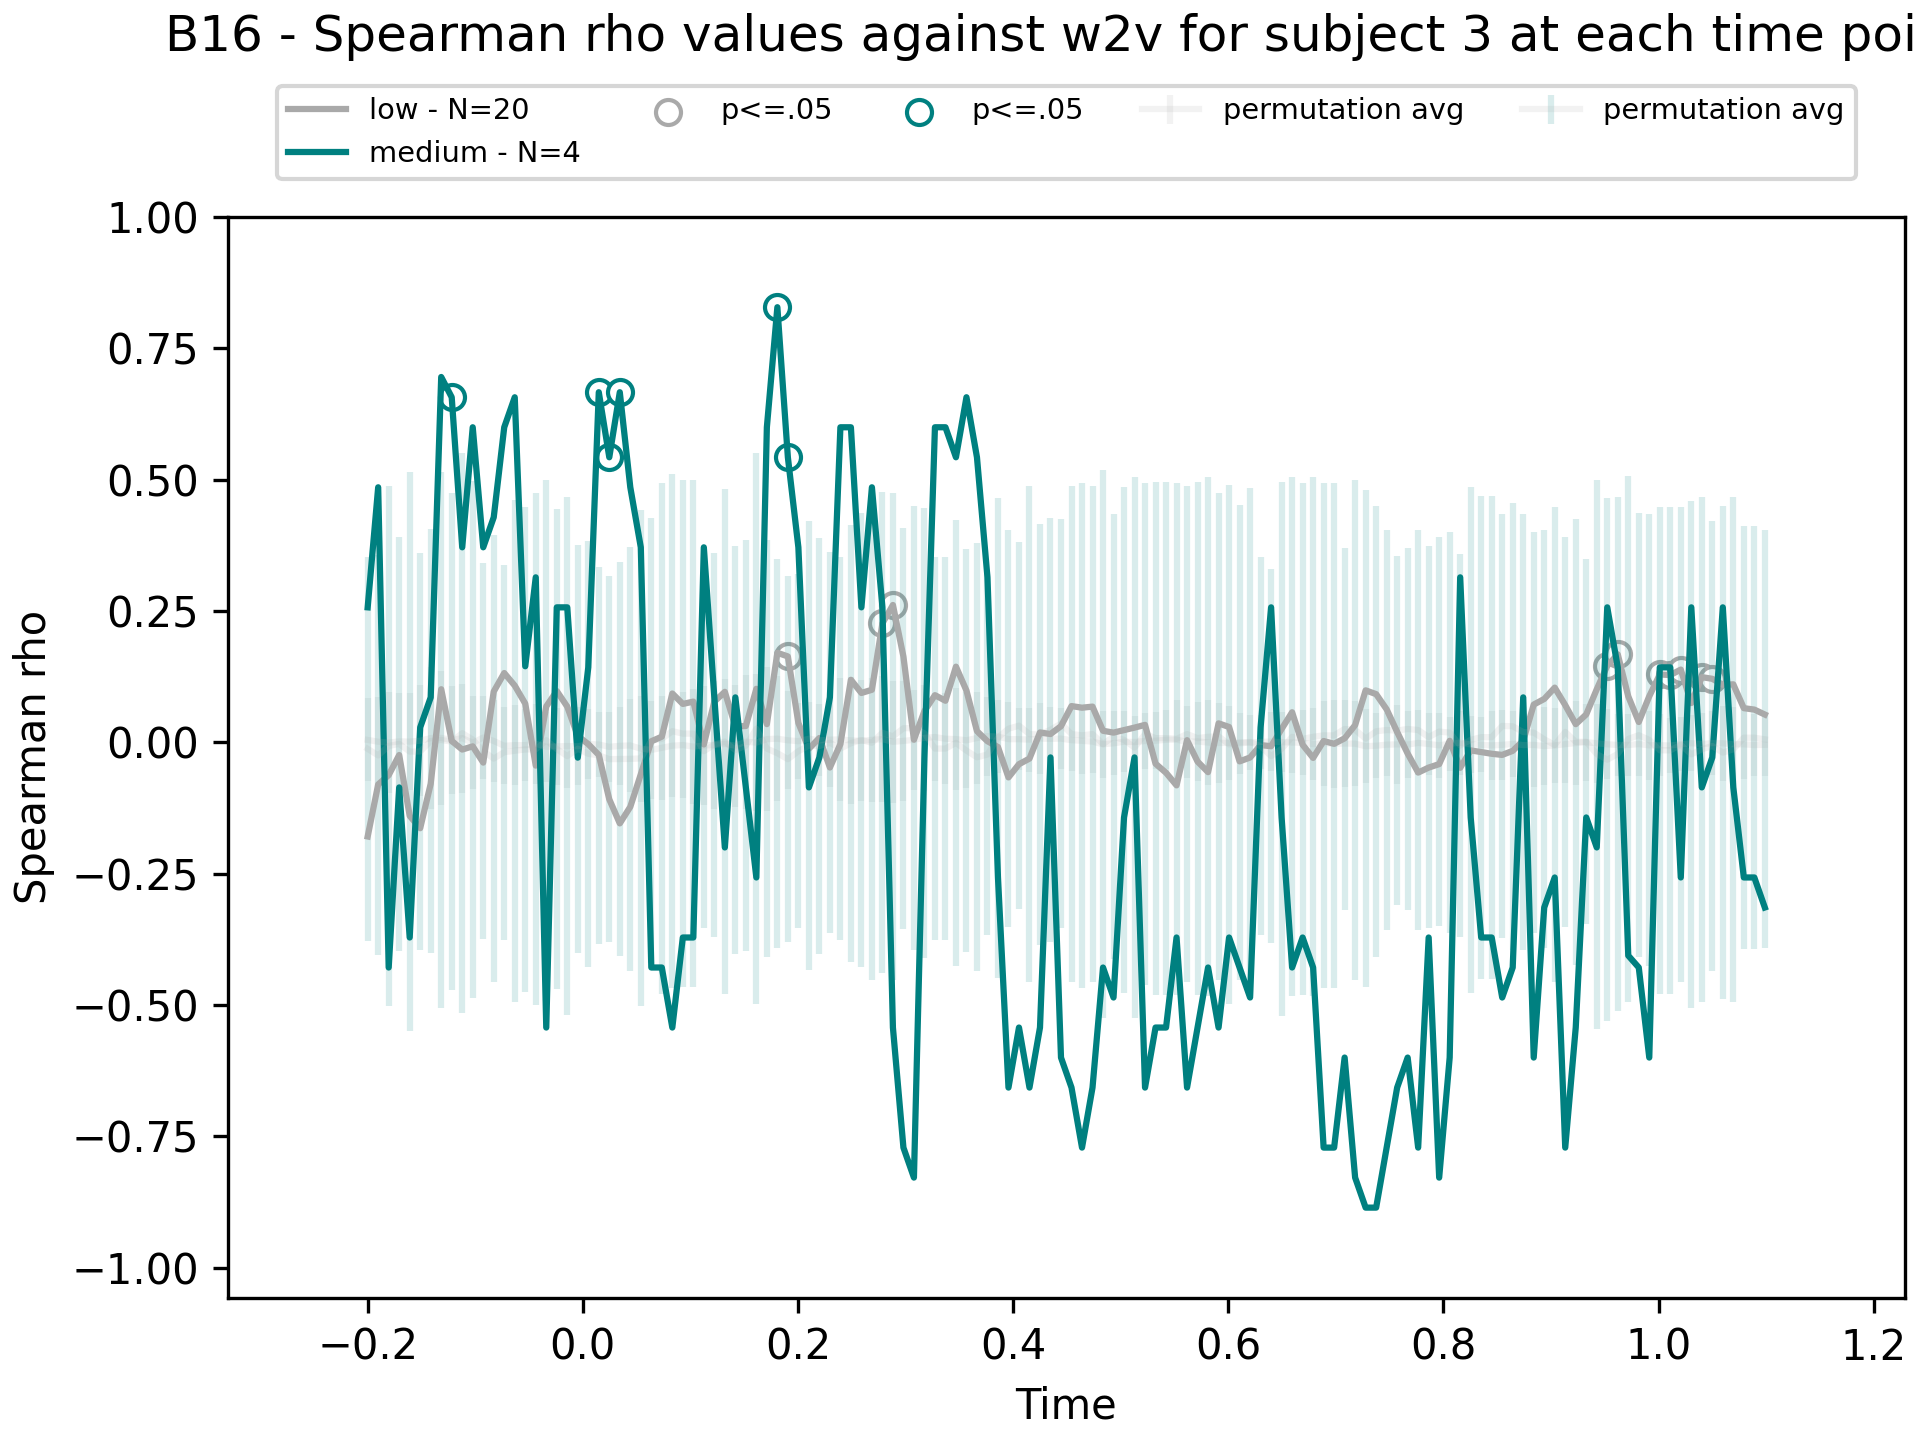 B16 - Spearman rho values against w2v for subject 3 at each time poi
low - N=20
medium - N=4
p<=.05
p<=.05
permutation avg
permutation avg
1.00
0.75
0.50
0.25
0.00
−0.25
−0.50
−0.75
−1.00
Spearman rho
−0.2 0.0 0.2 0.4 0.6 0.8 1.0 1.2
Time